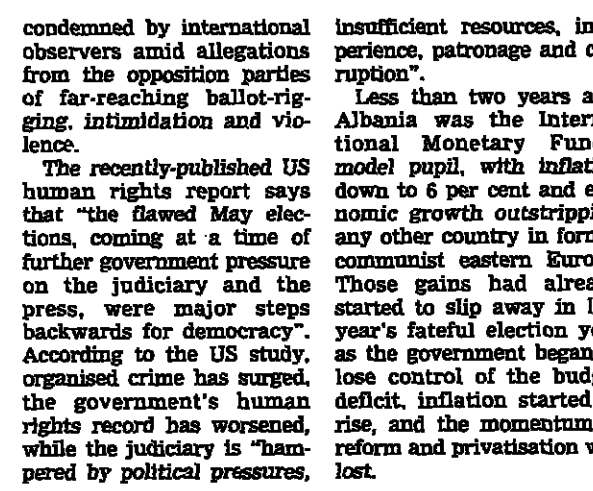 condemned by international
observers amid allegations
from the opposition parties
of far-reaching ballot-rig-
ging, intimidation and vio-
lence.
The recently-published US
human rights report says
that "the flawed May elec-
tions, coming at a time of
further government pressure
on the judiciary and the
press, were major steps
backwards for democracy".
According to the US study,
organised crime has surged,
the government's human
rights record has worsened,
while the judiciary is "ham-
pered by political pressures,
insufficient resources, in
perience, patronage and c
ruption".
Less than two years a
Albania was the Inter
tional Monetary Fun
model pupil, with inflat
down to 6 per cent and e
nomic growth outstrippi
any other country in for
communist eastern Euro
Those gains had alrea
started to slip away in l
year's fateful election y
as the government began
lose control of the bud
deficit, inflation started
rise, and the momentum
reform and privatisation w
lost.